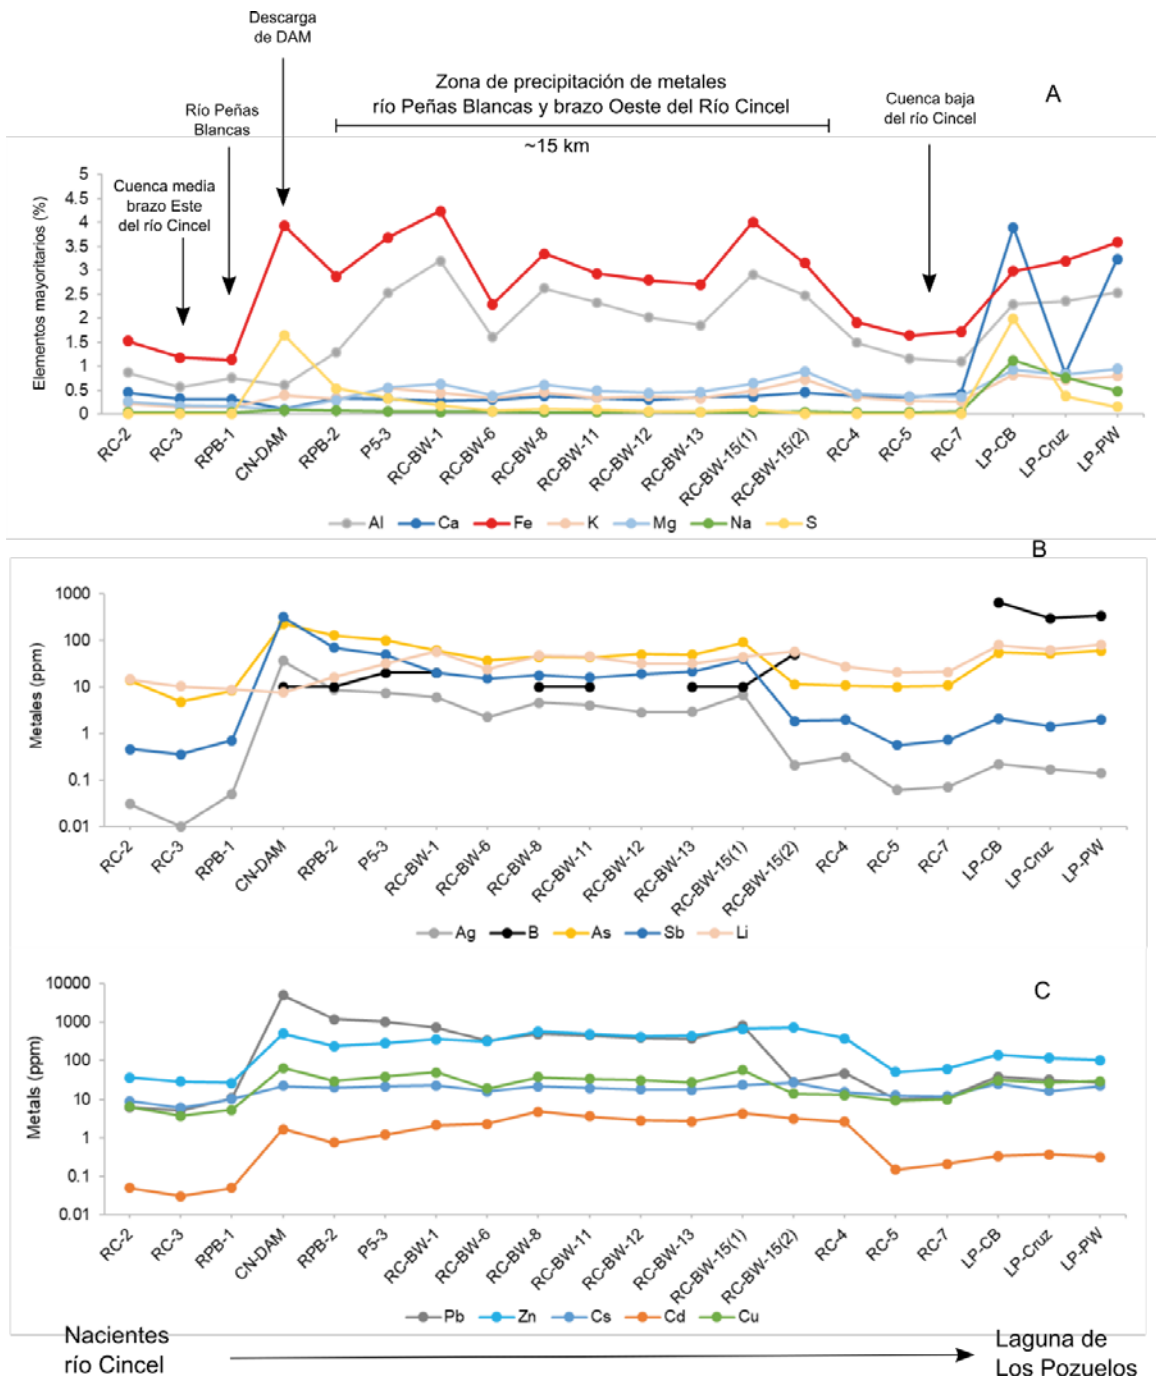 Descarga
de DAM
Zona de precipitación de metales
río Peñas Blancas y brazo Oeste del Río Cincel
A
Cuenca baja
del río Cincel
Río Peñas
Blancas
~15 km
Cuenca media
brazo Este
del río Cincel
Elementos mayoritarios (%)
5
4.5
4
3.5
3
2.5
2
1.5
1
0.5
0
RC-2 RC-3 RPB-1 CN-DAM RPB-2 P5-3 RC-BW-1 RC-BW-6 RC-BW-8 RC-BW-11 RC-BW-12 RC-BW-13 RC-BW-15(1) RC-BW-15(2) RC-4 RC-5 RC-7 LP-CB LP-Cruz LP-PW
Al Ca Fe K Mg Na S
B
Metales (ppm)
1000
100
10
1
0.1
0.01
RC-2 RC-3 RPB-1 CN-DAM RPB-2 P5-3 RC-BW-1 RC-BW-6 RC-BW-8 RC-BW-11 RC-BW-12 RC-BW-13 RC-BW-15(1) RC-BW-15(2) RC-4 RC-5 RC-7 LP-CB LP-Cruz LP-PW
Ag B As Sb Li
C
Metals (ppm)
10000
1000
100
10
1
0.1
0.01
RC-2 RC-3 RPB-1 CN-DAM RPB-2 P5-3 RC-BW-1 RC-BW-6 RC-BW-8 RC-BW-11 RC-BW-12 RC-BW-13 RC-BW-15(1) RC-BW-15(2) RC-4 RC-5 RC-7 LP-CB LP-Cruz LP-PW
Pb Zn Cs Cd Cu
Nacientes
río Cincel
Laguna de
Los Pozuelos